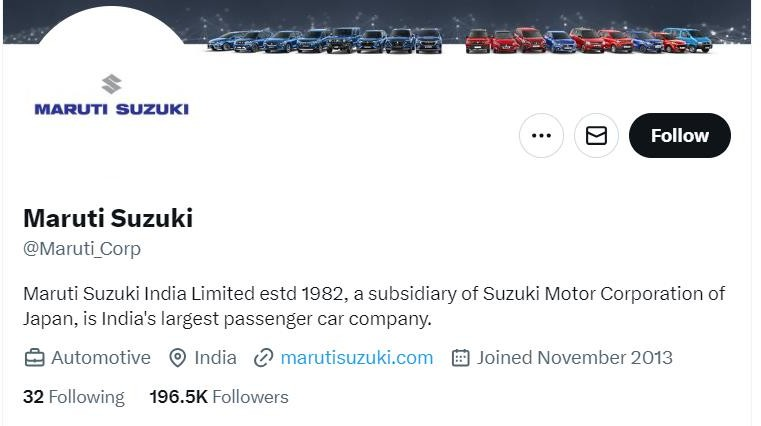 MARUTI SUZUKI
Follow
Maruti Suzuki
@Maruti_Corp
Maruti Suzuki India Limited estd 1982, a subsidiary of Suzuki Motor Corporation of
Japan, is India's largest passenger car company.
Automotive India marutisuzuki.com Joined November 2013
32 Following 196.5K Followers